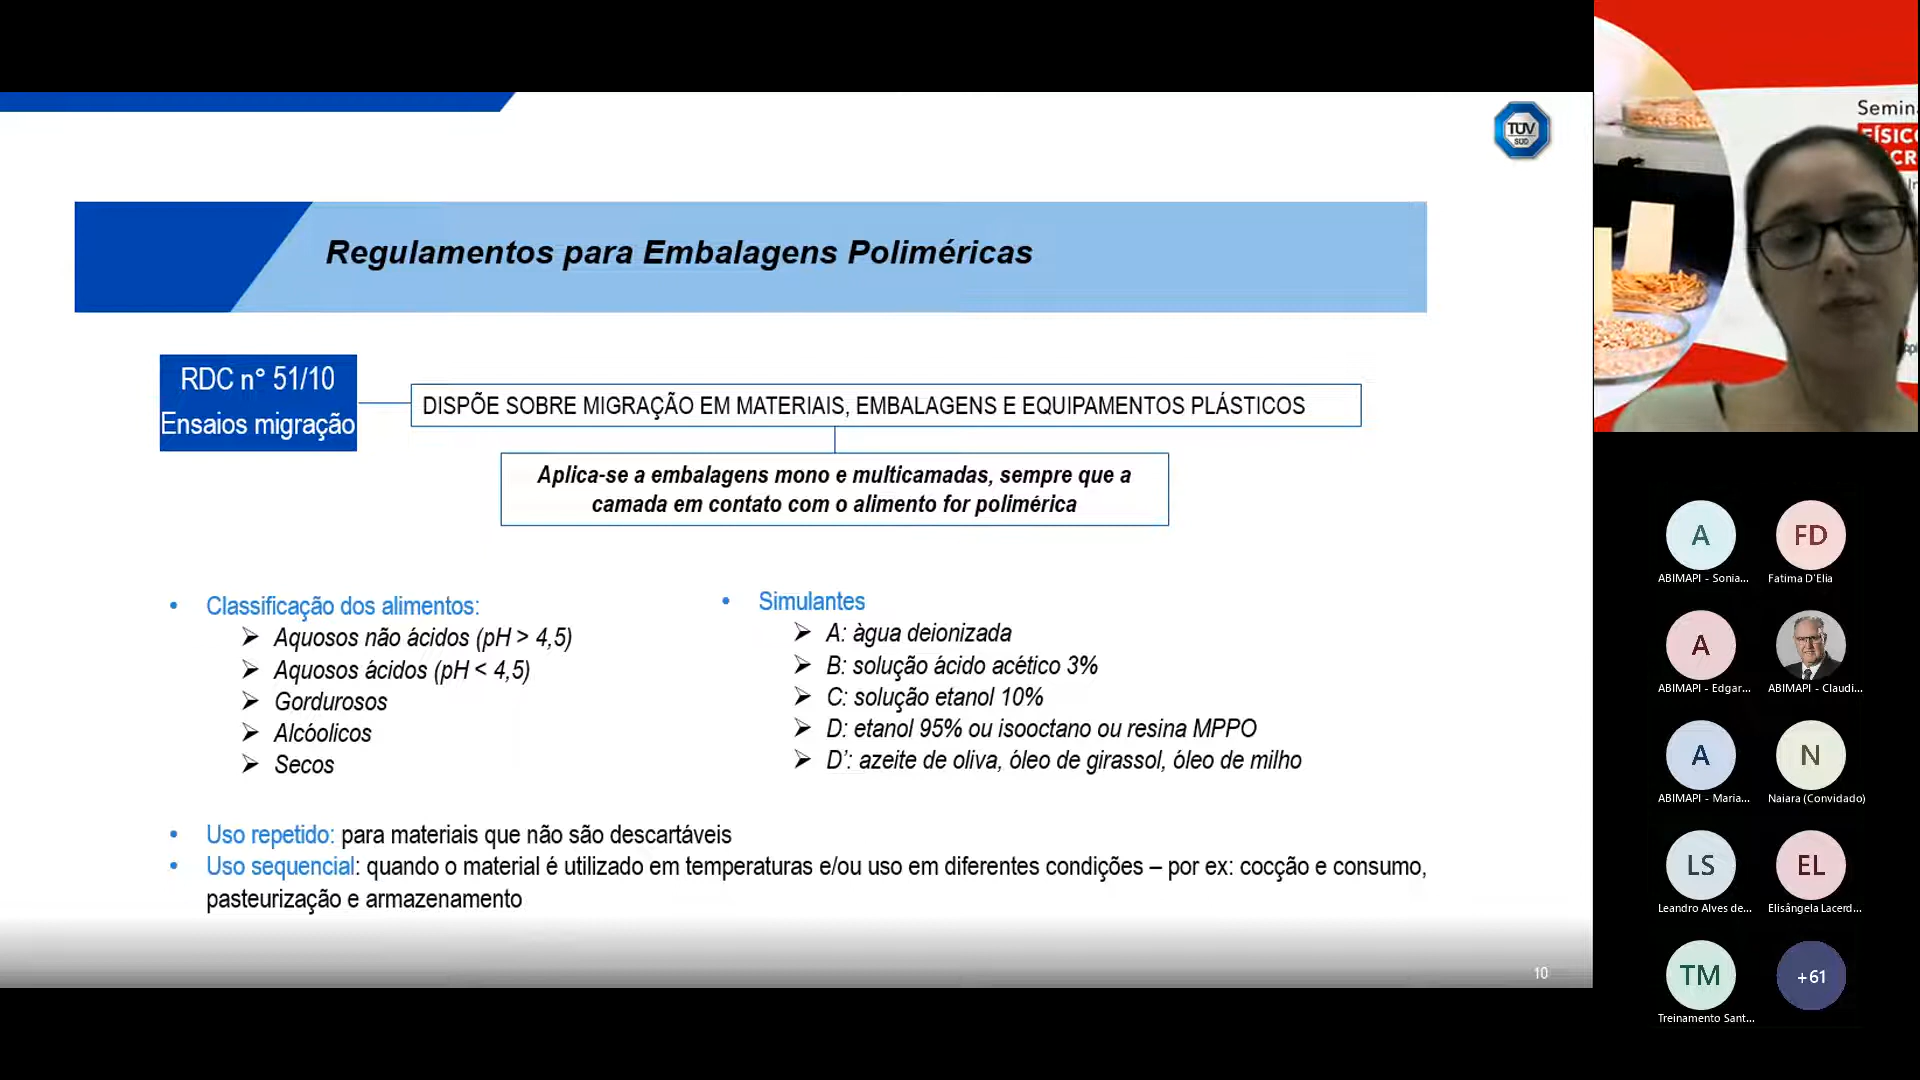 TÜV
SÜD
Regulamentos para Embalagens Poliméricas
RDC n° 51/10
Ensaios migração
DISPÕE SOBRE MIGRAÇÃO EM MATERIAIS, EMBALAGENS E EQUIPAMENTOS PLÁSTICOS
Aplica-se a embalagens mono e multicamadas, sempre que a
camada em contato com o alimento for polimérica
• Classificação dos alimentos:
➢ Aquosos não ácidos (pH > 4,5)
➢ Aquosos ácidos (pH < 4,5)
➢ Gordurosos
➢ Alcóolicos
➢ Secos
• Simulantes
➢ A: àgua deionizada
➢ B: solução ácido acético 3%
➢ C: solução etanol 10%
➢ D: etanol 95% ou isooctano ou resina MPPO
➢ D’: azeite de oliva, óleo de girassol, óleo de milho
• Uso repetido: para materiais que não são descartáveis
• Uso sequencial: quando o material é utilizado em temperaturas e/ou uso em diferentes condições – por ex: cocção e consumo,
pasteurização e armazenamento
10
Semin
FÍSICO
CR
A
ABIMAPI - Sonia...
FD
Fatima D'Elia
A
ABIMAPI - Edgar...
ABIMAPI - Claudi...
A
ABIMAPI - Maria...
N
Naiara (Convidado)
LS
Leandro Alves de...
EL
Elisângela Lacerd...
TM
Treinamento Sant...
+61